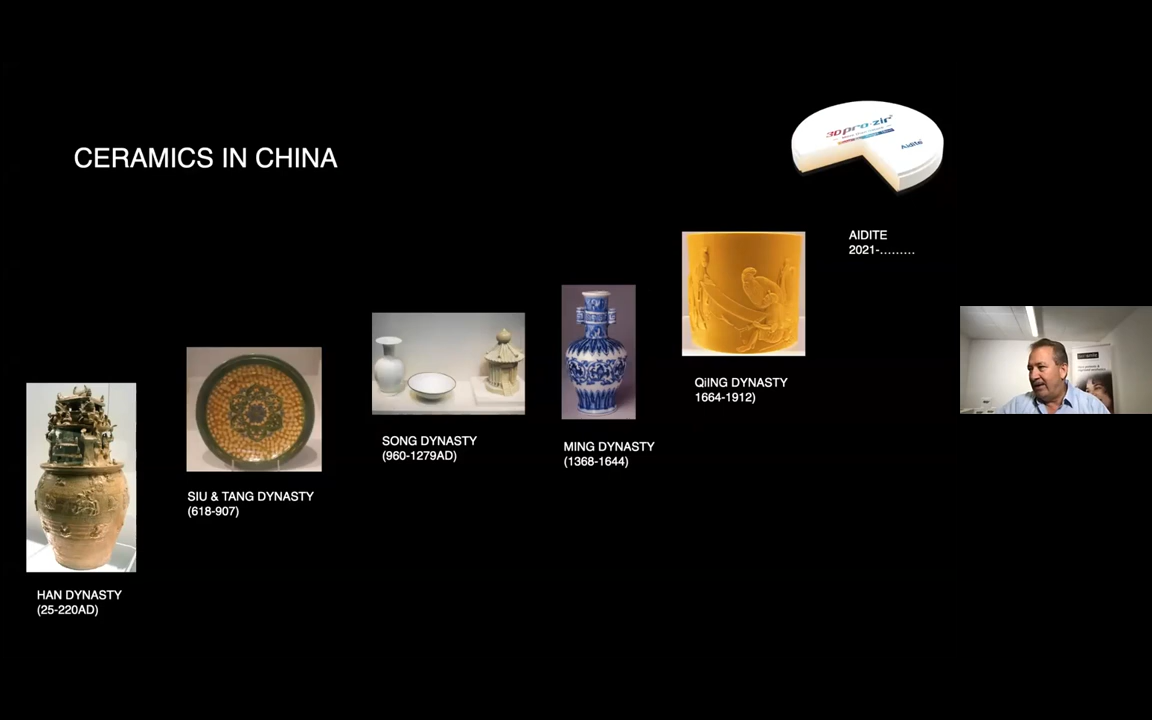 CERAMICS IN CHINA
3D pro-zir
Aidite
AIDITE
2021-.........
QiING DYNASTY
1664-1912)
SONG DYNASTY
(960-1279AD)
MING DYNASTY
(1368-1644)
SIU & TANG DYNASTY
(618-907)
HAN DYNASTY
(25-220AD)